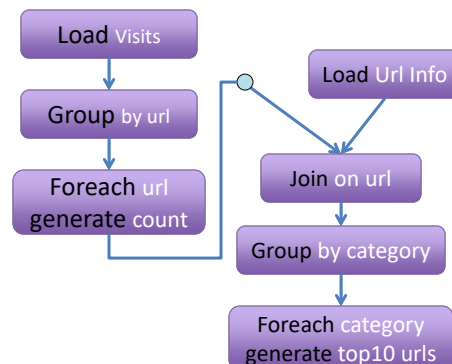 Load Visits
Group by url
Foreach url
generate count
Load Url Info
Join on url
Group by category
Foreach category
generate top10 urls